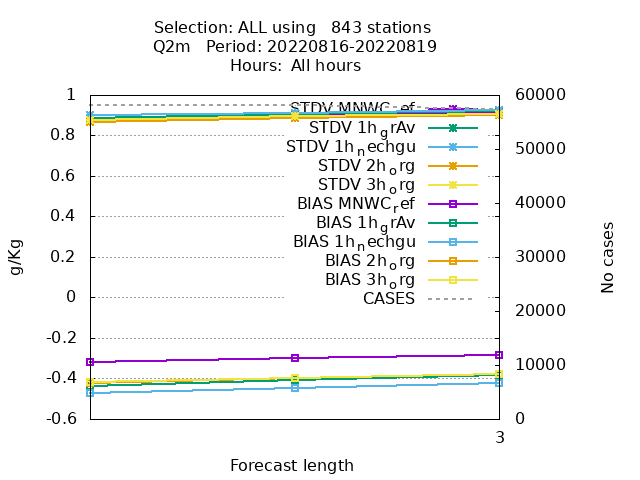 Selection: ALL using   843 stations
Q2m   Period: 20220816-20220819
Hours:  All hours
1
0.8
0.6
0.4
0.2
0
-0.2
-0.4
-0.6
g/Kg
STDV MNWC_ref
STDV 1h_grAv
STDV 1h_nechgu
STDV 2h_org
STDV 3h_org
BIAS MNWC_ref
BIAS 1h_grAv
BIAS 1h_nechgu
BIAS 2h_org
BIAS 3h_org
CASES
60000
50000
40000
30000
20000
10000
0
No cases
3
Forecast length